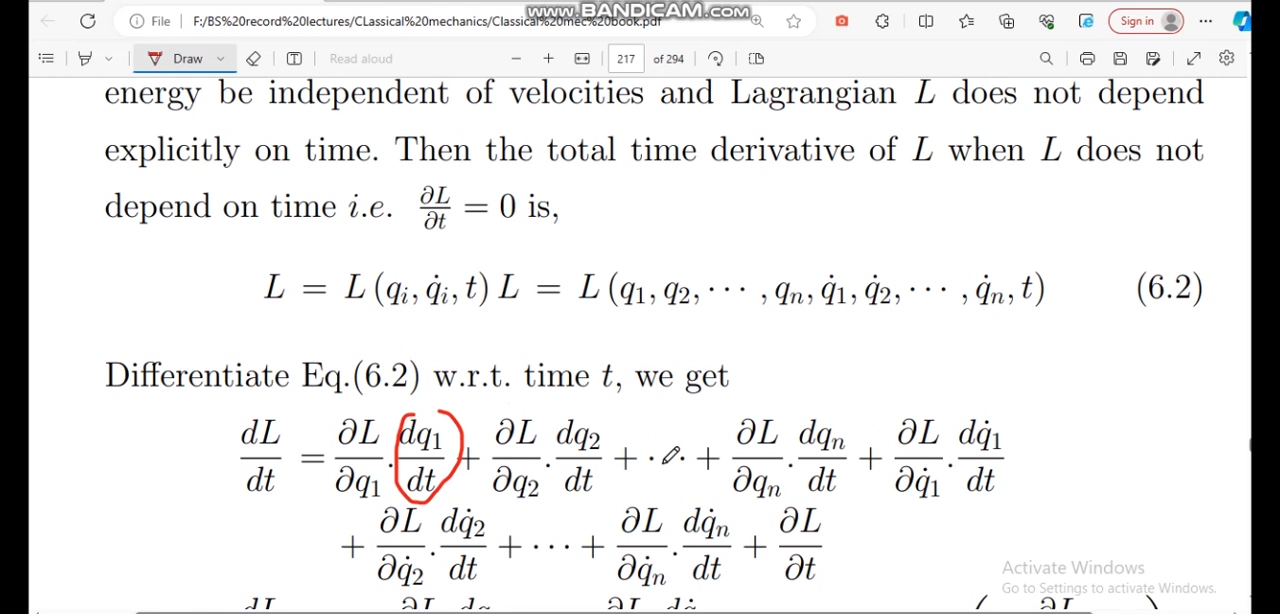 www.BANDICAM.com
File
F:/BS%20record%20lectures/CLassical%20mechanics/Classical%20mec%20book.pdf
Sign in
Draw
Read aloud
217
of 294
energy be independent of velocities and Lagrangian L does not depend
explicitly on time. Then the total time derivative of L when L does not
depend on time i.e. ∂L/∂t = 0 is,
L = L (qᵢ, q̇ᵢ, t) L = L (q₁, q₂, ··· , qₙ, q̇₁, q̇₂, ··· , q̇ₙ, t) (6.2)
Differentiate Eq.(6.2) w.r.t. time t, we get
dL/dt = ∂L/∂q₁ . dq₁/dt + ∂L/∂q₂ . dq₂/dt + ··· + ∂L/∂qₙ . dqₙ/dt + ∂L/∂q̇₁ . dq̇₁/dt
+ ∂L/∂q̇₂ . dq̇₂/dt + ··· + ∂L/∂q̇ₙ . dq̇ₙ/dt + ∂L/∂t
Activate Windows
Go to Settings to activate Windows.